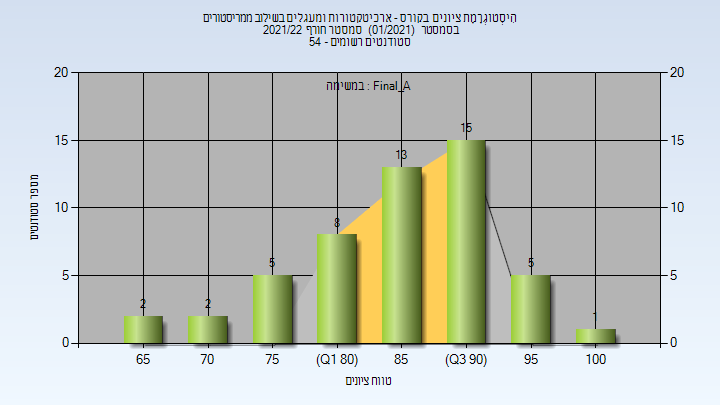 הִיסְטוֹגְרָמַת ציונים בקורס - ארכיטקטורות ומעגלים בשילוב ממריסטורים
בסמסטר (01/2021) סמסטר חורף 2021/22
סטודנטים רשומים - 54
במשימה : Final_A
20 20
15 15
10 10
5 5
0 0
2 2 5 8 13 15 5 1
65 70 75 (Q1 80) 85 (Q3 90) 95 100
מספר סטודנטים
טווח ציונים